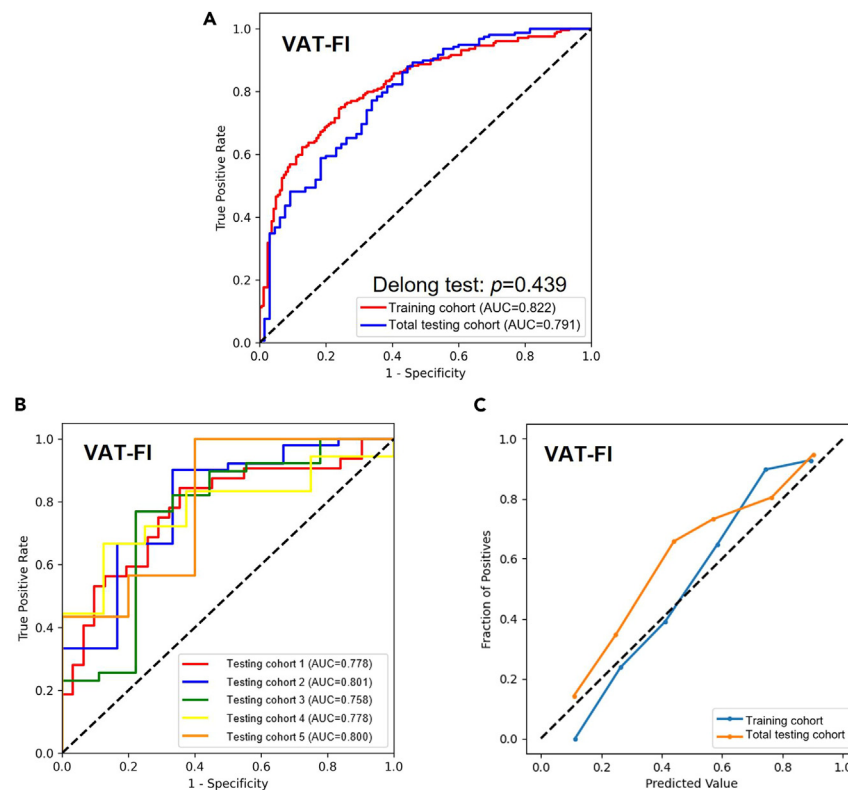 A
VAT-FI
True Positive Rate
1.0
0.8
0.6
0.4
0.2
0.0
Delong test: p=0.439
Training cohort (AUC=0.822)
Total testing cohort (AUC=0.791)
0.0 0.2 0.4 0.6 0.8 1.0
1 - Specificity
B
VAT-FI
True Positive Rate
1.0
0.8
0.6
0.4
0.2
0.0
Testing cohort 1 (AUC=0.778)
Testing cohort 2 (AUC=0.801)
Testing cohort 3 (AUC=0.758)
Testing cohort 4 (AUC=0.778)
Testing cohort 5 (AUC=0.800)
0.0 0.2 0.4 0.6 0.8 1.0
1 - Specificity
C
VAT-FI
Fraction of Positives
1.0
0.8
0.6
0.4
0.2
0.0
Training cohort
Total testing cohort
0.0 0.2 0.4 0.6 0.8 1.0
Predicted Value